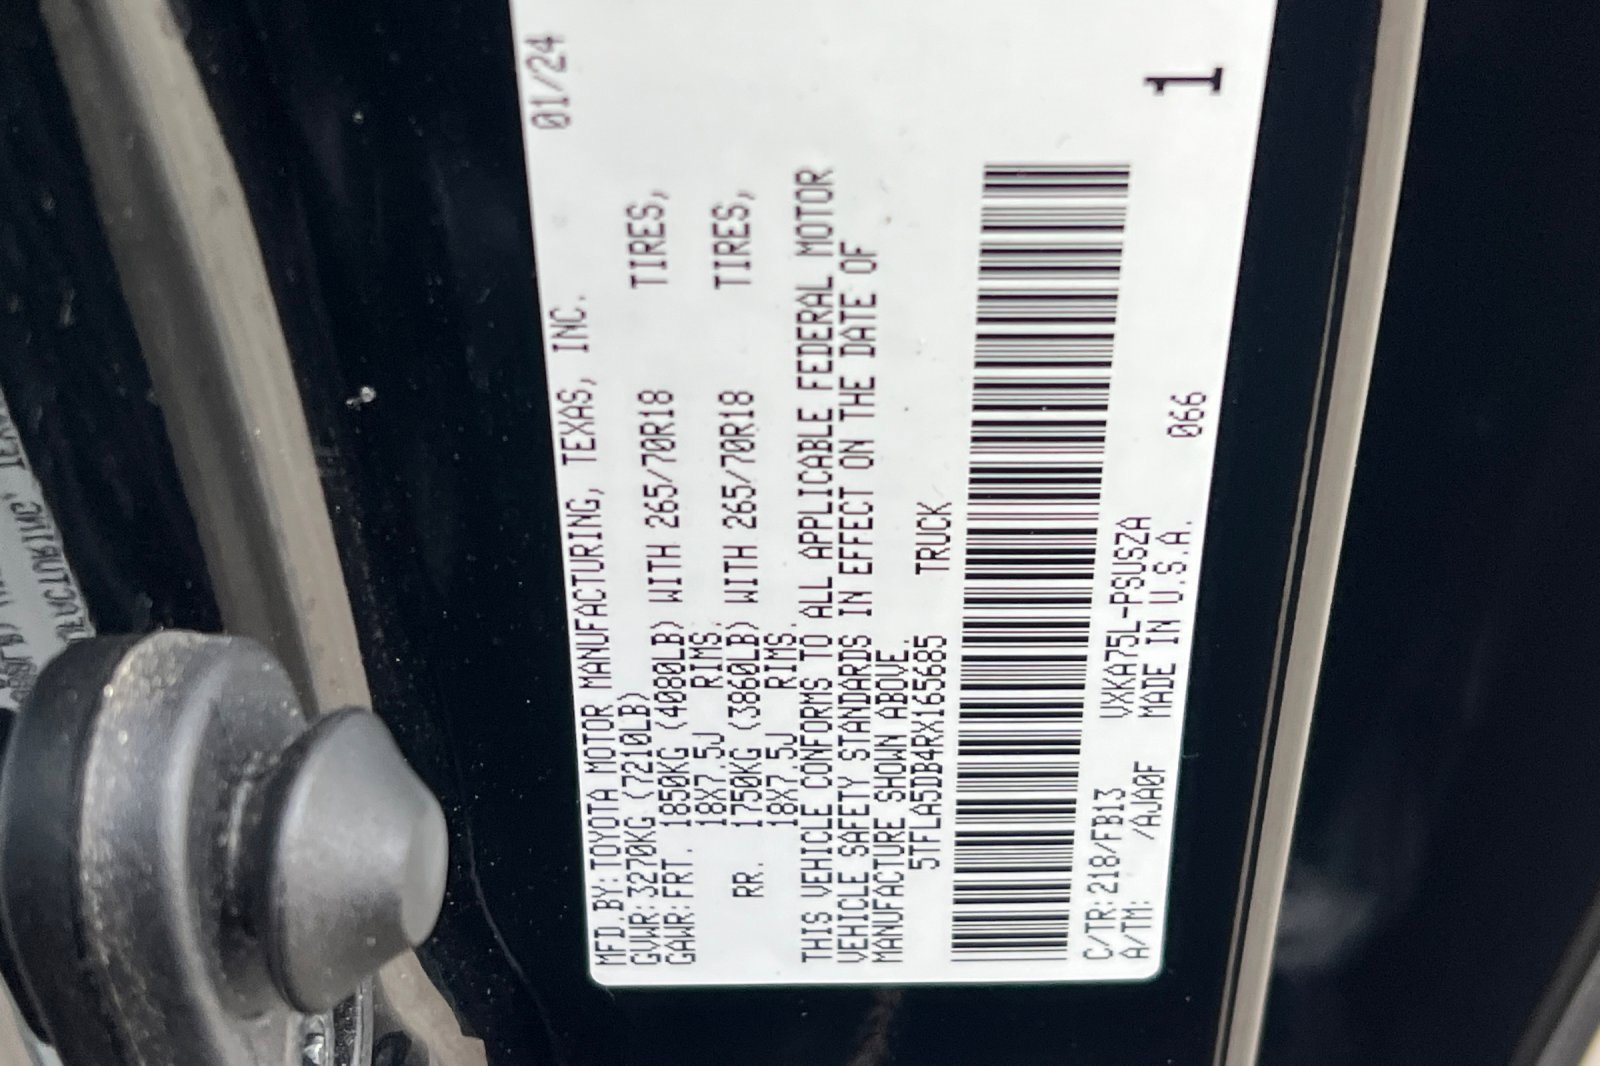 MFD.BY:TOYOTA MOTOR MANUFACTURING, TEXAS, INC. 01/24
GVWR:3270KG (7210LB)
GAWR:FRT. 1850KG (4080LB) WITH 265/70R18 TIRES,
18X7.5J RIMS,
RR. 1750KG (3860LB) WITH 265/70R18 TIRES,
18X7.5J RIMS.
THIS VEHICLE CONFORMS TO ALL APPLICABLE FEDERAL MOTOR
VEHICLE SAFETY STANDARDS IN EFFECT ON THE DATE OF
MANUFACTURE SHOWN ABOVE.
5TFLA5DB4RX165685 TRUCK
C/TR:218/FB13 VXKA75L-PSUSZA 066
A/TM: /AJA0F MADE IN U.S.A.
1